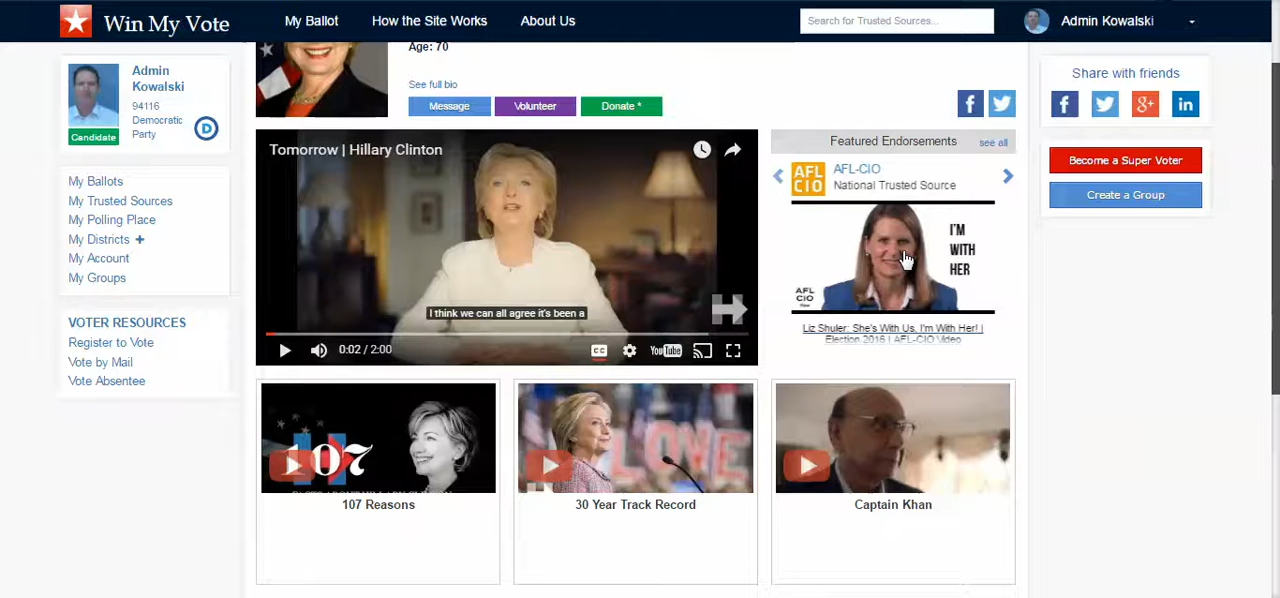 Win My Vote
My Ballot
How the Site Works
About Us
Search for Trusted Sources...
Admin Kowalski
Admin
Kowalski
94116
Democratic
Party
D
Candidate
My Ballots
My Trusted Sources
My Polling Place
My Districts +
My Account
My Groups
VOTER RESOURCES
Register to Vote
Vote by Mail
Vote Absentee
Age: 70
See full bio
Message
Volunteer
Donate *
Tomorrow | Hillary Clinton
I think we can all agree it's been a
0:02 / 2:00
CC
YouTube
Featured Endorsements
see all
AFL
CIO
AFL-CIO
National Trusted Source
I'M
WITH
HER
AFL
CIO
Liz Shuler: She's With Us, I'm With Her! |
Election 2016 | AFL-CIO Video
107
107 Reasons
LOVE
30 Year Track Record
Captain Khan
Share with friends
Become a Super Voter
Create a Group